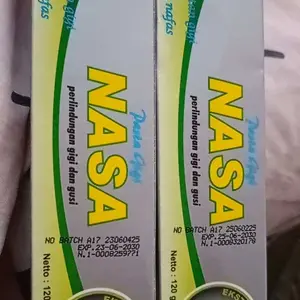 nafas
Pasta Gigi
NASA
perlindungan gigi dan gusi
NO BATCH A17 23060425
EXP.23-06-2030
N.1-0008259771
Netto : 120
Pasta Gigi
NASA
perlindungan gigi dan gusi
NO BATCH A17 25060225
EXP.25-06-2030
N.1-0008320178
Netto : 120 g